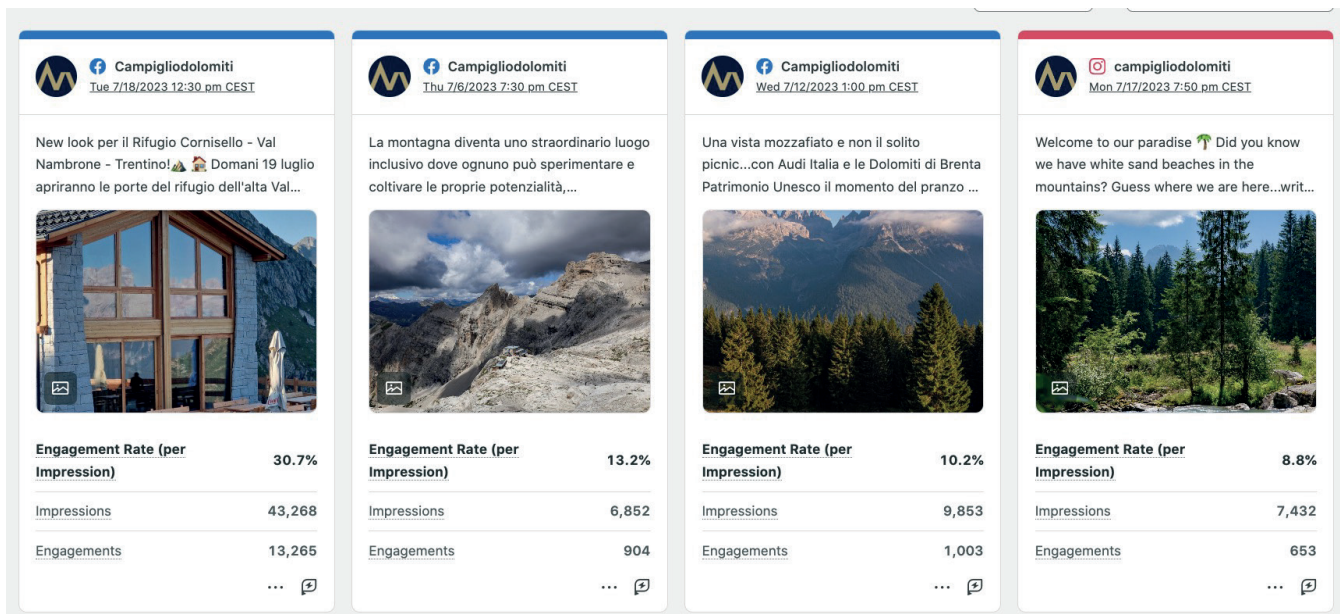 Campigliodolomiti
Tue 7/18/2023 12:30 pm CEST
New look per il Rifugio Cornisello - Val
Nambrone - Trentino!⛰️ 🏠 Domani 19 luglio
apriranno le porte del rifugio dell'alta Val...
Engagement Rate (per
Impression)
30.7%
Impressions 43,268
Engagements 13,265
Campigliodolomiti
Thu 7/6/2023 7:30 pm CEST
La montagna diventa uno straordinario luogo
inclusivo dove ognuno può sperimentare e
coltivare le proprie potenzialità,...
Engagement Rate (per
Impression)
13.2%
Impressions 6,852
Engagements 904
Campigliodolomiti
Wed 7/12/2023 1:00 pm CEST
Una vista mozzafiato e non il solito
picnic...con Audi Italia e le Dolomiti di Brenta
Patrimonio Unesco il momento del pranzo ...
Engagement Rate (per
Impression)
10.2%
Impressions 9,853
Engagements 1,003
campigliodolomiti
Mon 7/17/2023 7:50 pm CEST
Welcome to our paradise 🌴 Did you know
we have white sand beaches in the
mountains? Guess where we are here...writ...
Engagement Rate (per
Impression)
8.8%
Impressions 7,432
Engagements 653